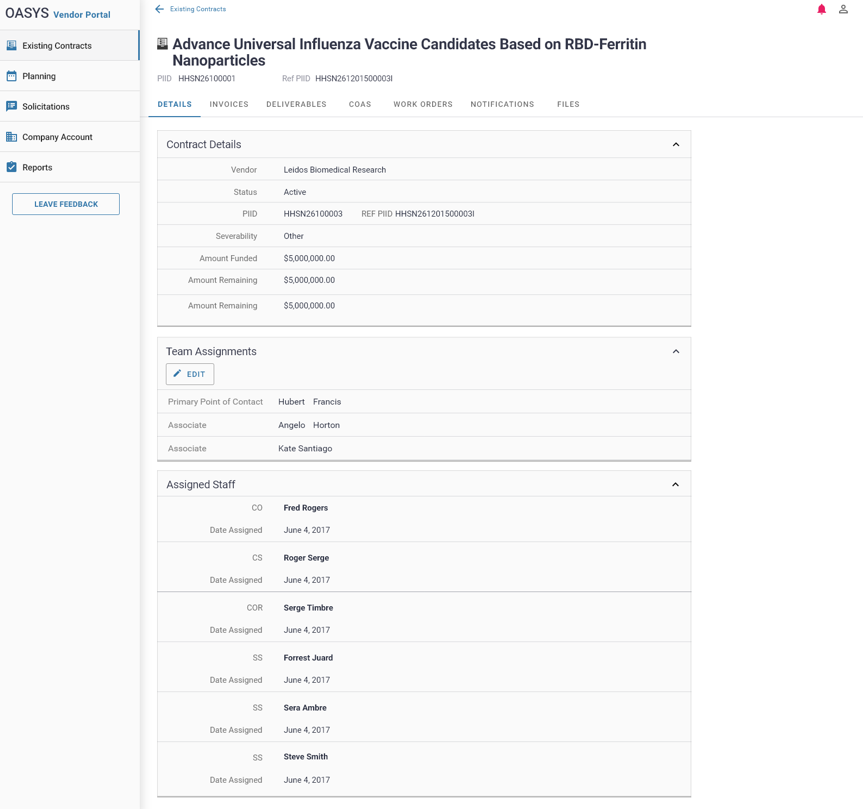 OASYS Vendor Portal
Existing Contracts
Planning
Solicitations
Company Account
Reports
LEAVE FEEDBACK
Existing Contracts
Advance Universal Influenza Vaccine Candidates Based on RBD-Ferritin
Nanoparticles
PIID HHSN26100001 Ref PIID HHSN261201500003I
DETAILS INVOICES DELIVERABLES COAS WORK ORDERS NOTIFICATIONS FILES
Contract Details
Vendor Leidos Biomedical Research
Status Active
PIID HHSN26100003 REF PIID HHSN261201500003I
Severability Other
Amount Funded $5,000,000.00
Amount Remaining $5,000,000.00
Amount Remaining $5,000,000.00
Team Assignments
EDIT
Primary Point of Contact Hubert Francis
Associate Angelo Horton
Associate Kate Santiago
Assigned Staff
CO Fred Rogers
Date Assigned June 4, 2017
CS Roger Serge
Date Assigned June 4, 2017
COR Serge Timbre
Date Assigned June 4, 2017
SS Forrest Juard
Date Assigned June 4, 2017
SS Sera Ambre
Date Assigned June 4, 2017
SS Steve Smith
Date Assigned June 4, 2017